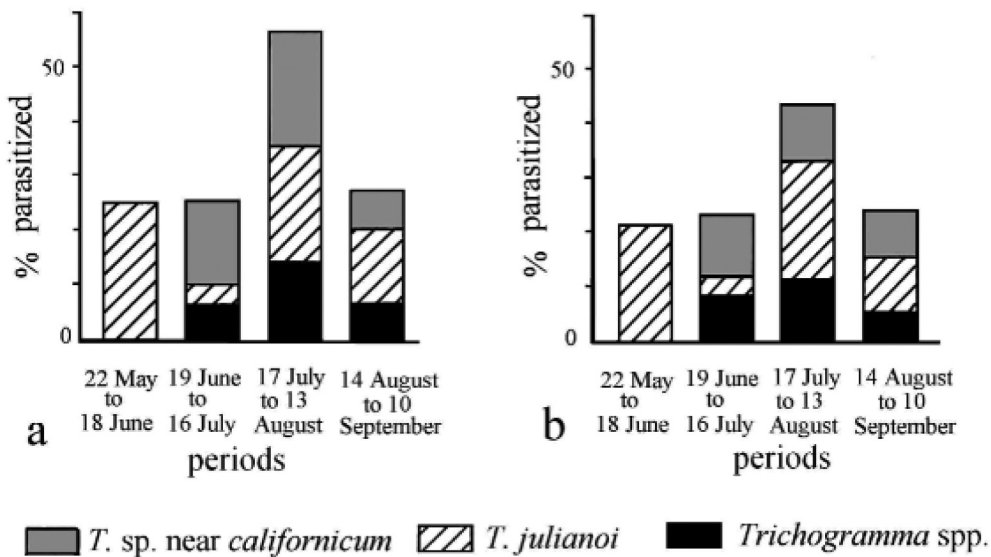 50
% parasitized
0
22 May
to
18 June
19 June
to
16 July
17 July
to 13
August
14 August
to 10
September
a
periods
50
% parasitized
0
22 May
to
18 June
19 June
to
16 July
17 July
to 13
August
14 August
to 10
September
b
periods
T. sp. near californicum
T. julianoi
Trichogramma spp.